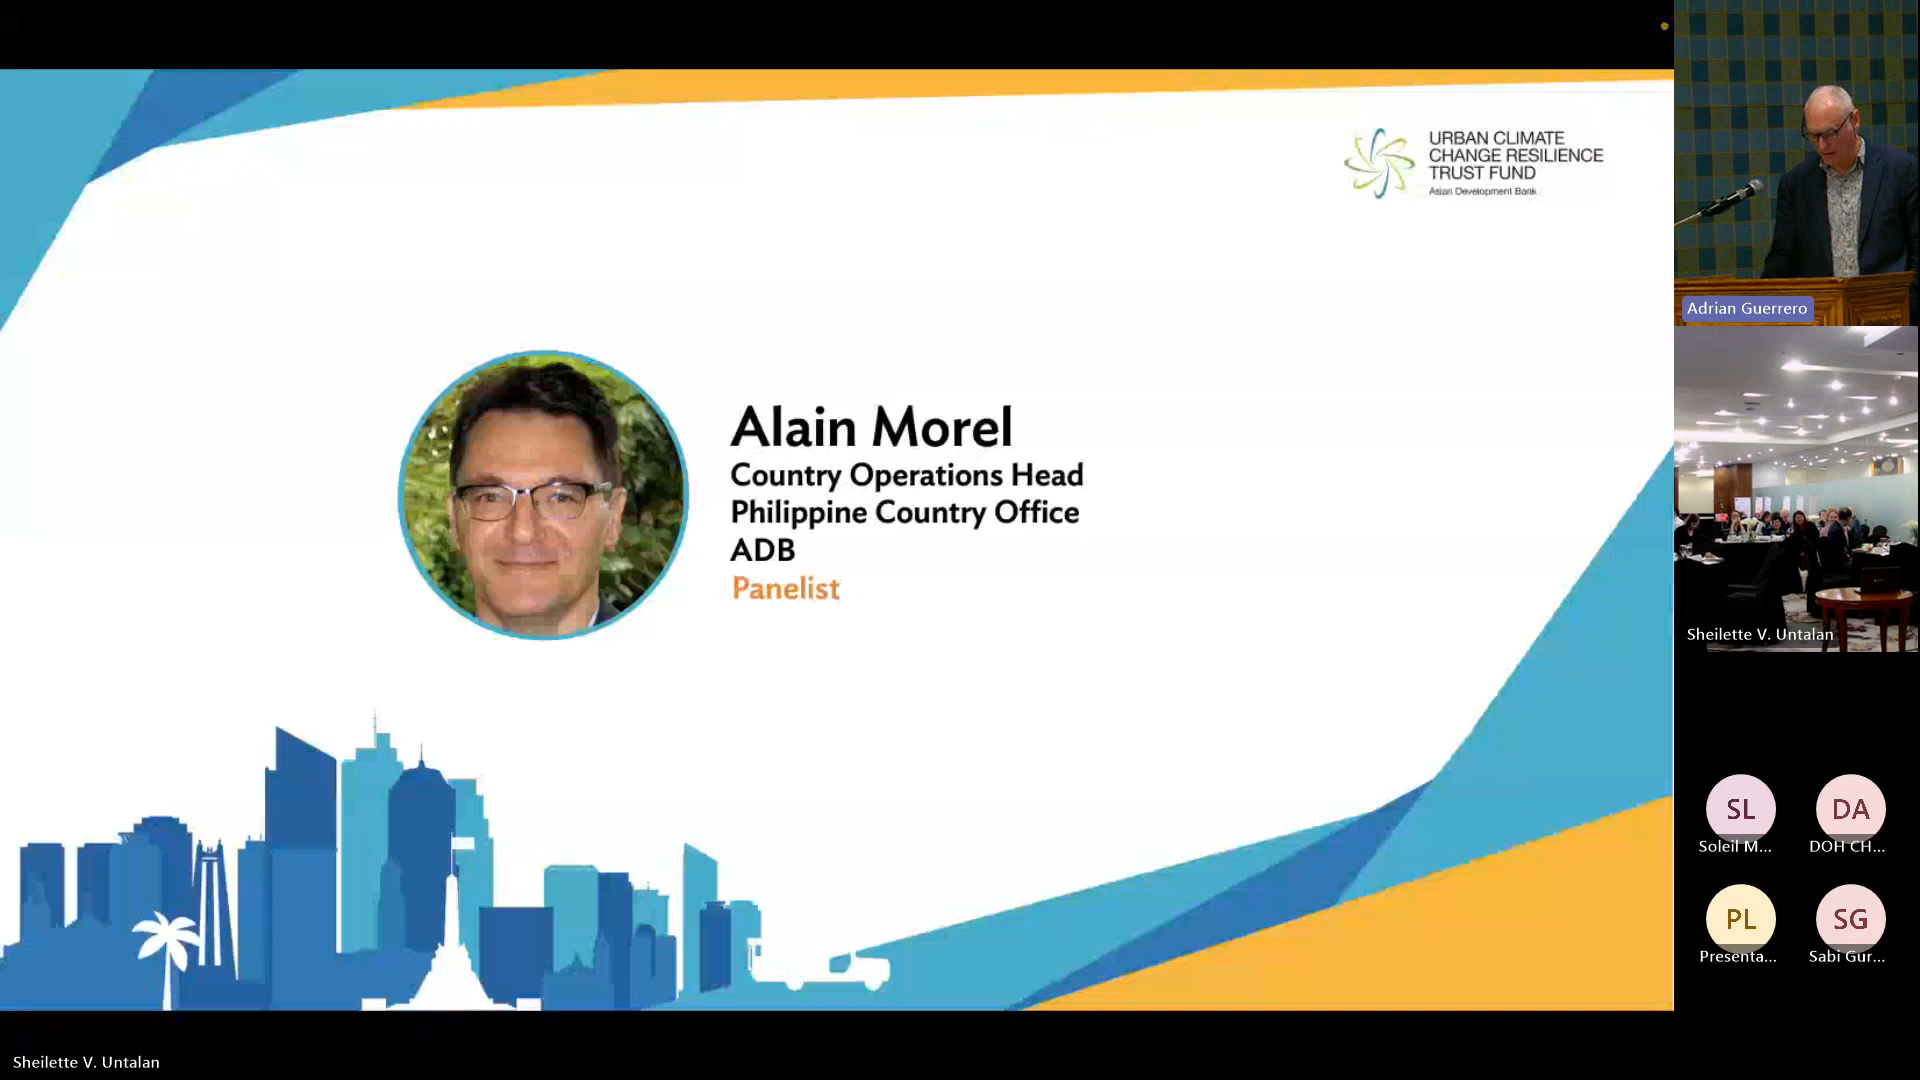 URBAN CLIMATE
CHANGE RESILIENCE
TRUST FUND
Asian Development Bank
Alain Morel
Country Operations Head
Philippine Country Office
ADB
Panelist
Adrian Guerrero
Sheilette V. Untalan
SL
Soleil M...
DA
DOH CH...
PL
Presenta...
SG
Sabi Gur...
Sheilette V. Untalan